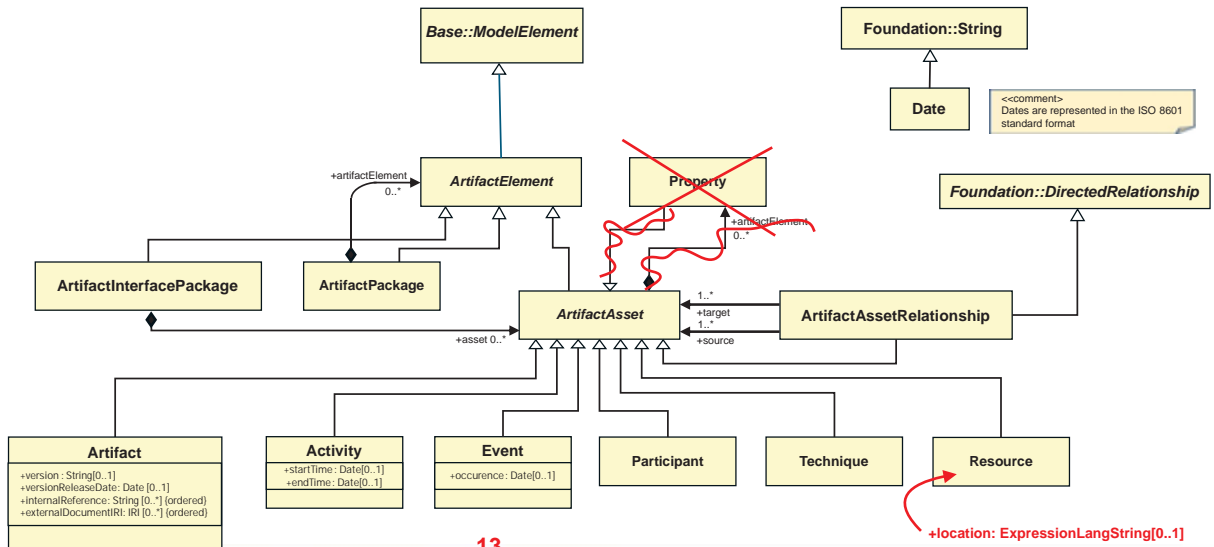 Base::ModelElement
Foundation::String
Date
<<comment>
Dates are represented in the ISO 8601
standard format
+artifactElement
0..*
ArtifactElement
Property
+artifactElement
0..*
Foundation::DirectedRelationship
ArtifactInterfacePackage
ArtifactPackage
ArtifactAsset
+asset 0..*
1..*
+target
1..*
+source
ArtifactAssetRelationship
Artifact
+version : String[0..1]
+versionReleaseDate: Date [0..1]
+internalReference: String [0..*] {ordered}
+externalDocumentIRI: IRI [0..*] {ordered}
Activity
+startTime: Date[0..1]
+endTime: Date[0..1]
Event
+occurence: Date[0..1]
Participant
Technique
Resource
+location: ExpressionLangString[0..1]
13